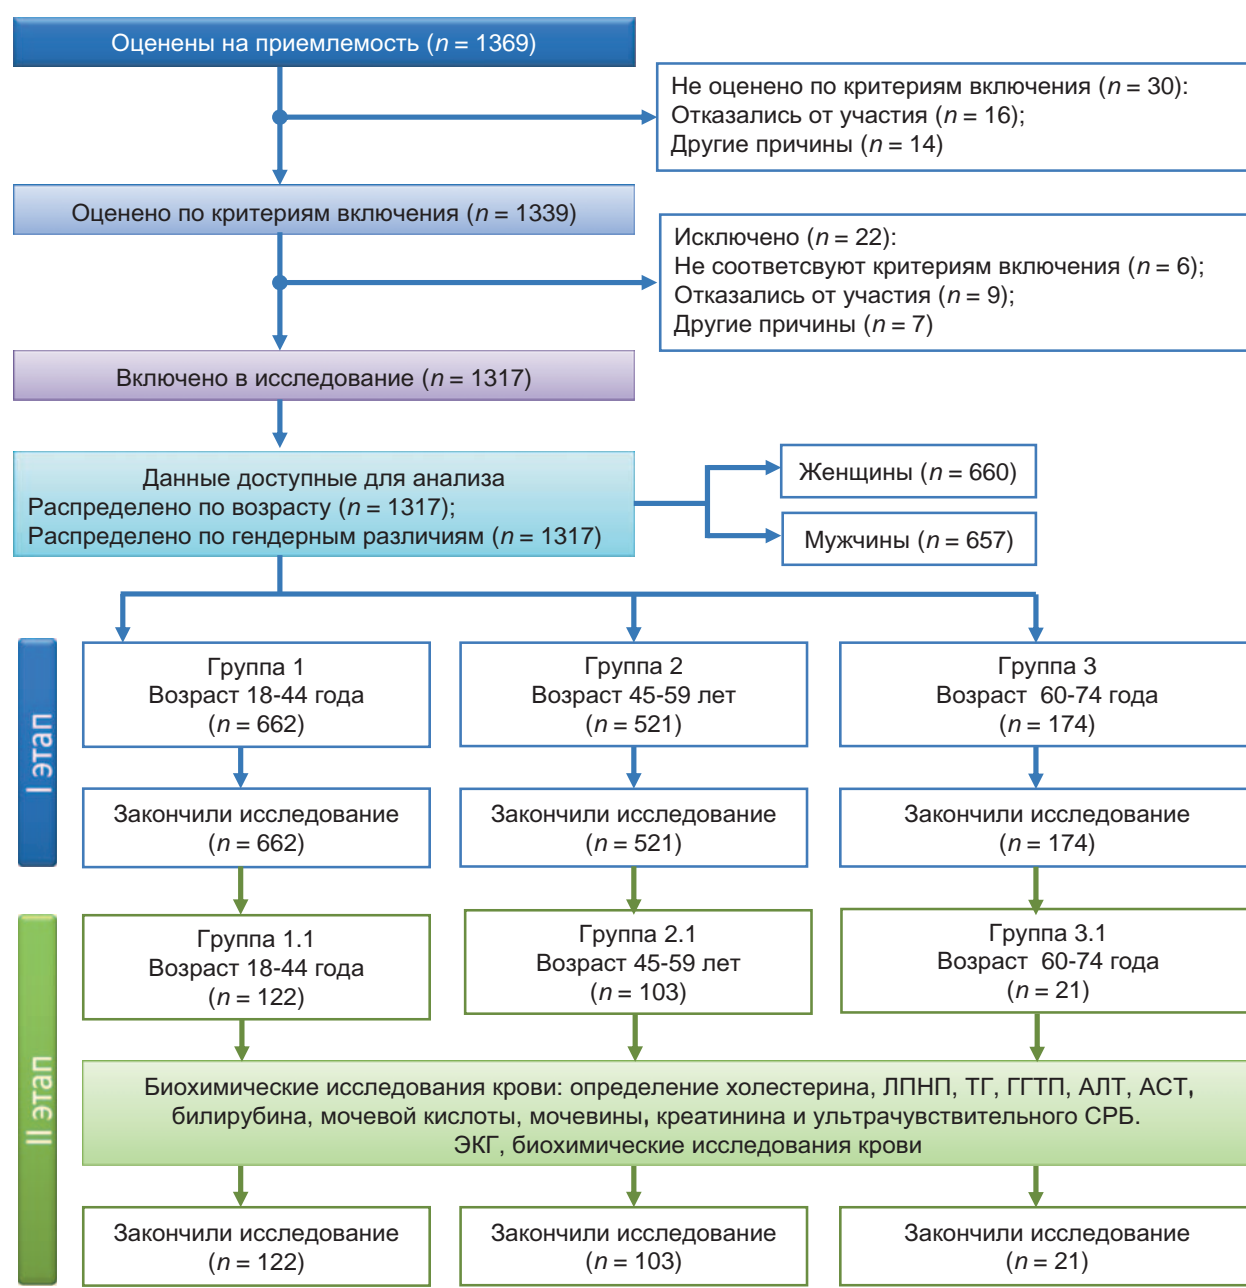 Оценены на приемлемость (n = 1369)
Не оценено по критериям включения (n = 30):
Отказались от участия (n = 16);
Другие причины (n = 14)
Оценено по критериям включения (n = 1339)
Исключено (n = 22):
Не соответсвуют критериям включения (n = 6);
Отказались от участия (n = 9);
Другие причины (n = 7)
Включено в исследование (n = 1317)
Данные доступные для анализа
Распределено по возрасту (n = 1317);
Распределено по гендерным различиям (n = 1317)
Женщины (n = 660)
Мужчины (n = 657)
I этап
Группа 1
Возраст 18-44 года
(n = 662)
Группа 2
Возраст 45-59 лет
(n = 521)
Группа 3
Возраст 60-74 года
(n = 174)
Закончили исследование
(n = 662)
Закончили исследование
(n = 521)
Закончили исследование
(n = 174)
II этап
Группа 1.1
Возраст 18-44 года
(n = 122)
Группа 2.1
Возраст 45-59 лет
(n = 103)
Группа 3.1
Возраст 60-74 года
(n = 21)
Биохимические исследования крови: определение холестерина, ЛПНП, ТГ, ГГТП, АЛТ, АСТ,
билирубина, мочевой кислоты, мочевины, креатинина и ультрачувствительного СРБ.
ЭКГ, биохимические исследования крови
Закончили исследование
(n = 122)
Закончили исследование
(n = 103)
Закончили исследование
(n = 21)